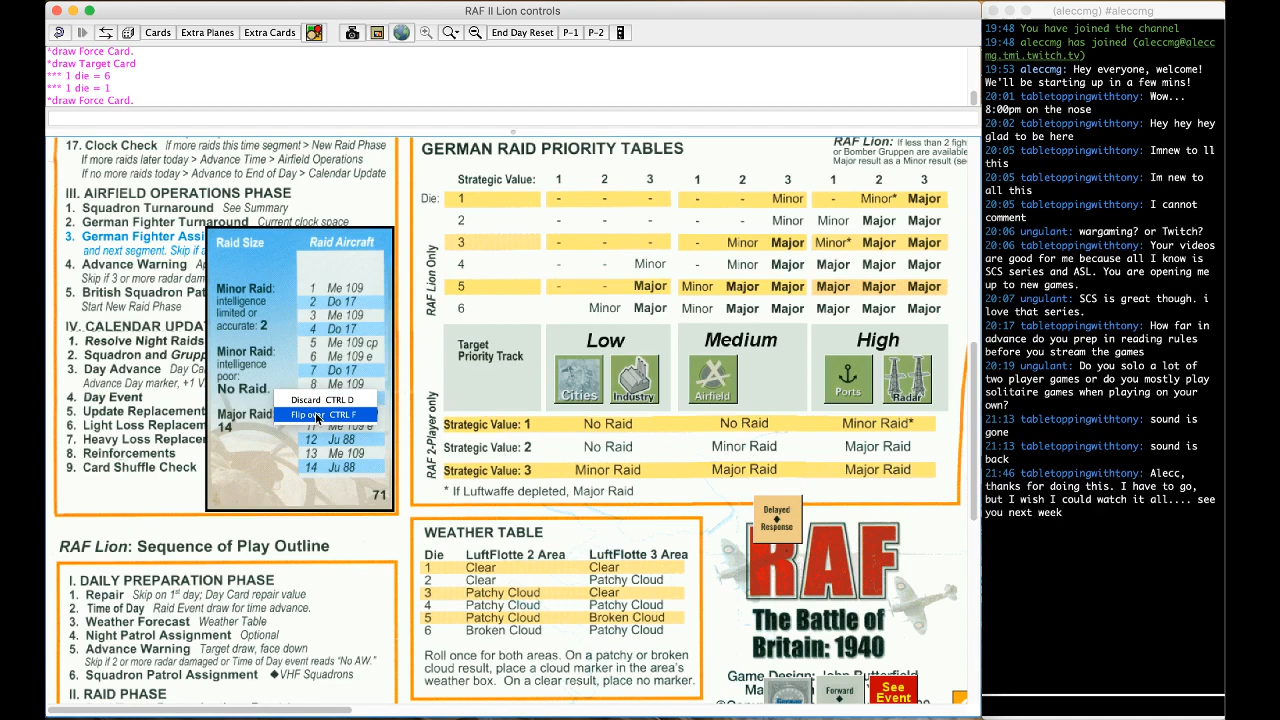 RAF II Lion controls
Cards
Extra Planes
Extra Cards
End Day Reset
P-1
P-2
*draw Force Card.
*draw Target Card
*** 1 die = 6
*** 1 die = 1
*draw Force Card.
17. Clock Check If more raids this time segment > New Raid Phase
If more raids later today > Advance Time > Airfield Operations
If no more raids today > Advance to End of Day > Calendar Update
III. AIRFIELD OPERATIONS PHASE
1. Squadron Turnaround See Summary
2. German Fighter Turnaround Current clock space
3. German Fighter Assi
and next segment. Skip if a
4. Advance Warning
Skip if 3 or more radar damag
5. British Squadron Pat
Start New Raid Phase
IV. CALENDAR UPDA
1. Resolve Night Raids
2. Squadron and Grupp
3. Day Advance Day Ca
Advance Day marker, +1 V
4. Day Event
5. Update Replacement
6. Light Loss Replacem
7. Heavy Loss Replacer
8. Reinforcements
9. Card Shuffle Check
Raid Size Raid Aircraft
Minor Raid:
intelligence
limited or
accurate: 2
Minor Raid:
intelligence
poor:
No Raid.
Major Raid
14
1 Me 109
2 Do 17
3 Me 109
4 Do 17
5 Me 109 cp
6 Me 109 e
7 Do 17
8 Me 109
Discard CTRL D
Flip over CTRL F
11 Me 109 e
12 Ju 88
13 Me 109
14 Ju 88
71
RAF Lion: Sequence of Play Outline
I. DAILY PREPARATION PHASE
1. Repair Skip on 1st day; Day Card repair value
2. Time of Day Raid Event draw for time advance.
3. Weather Forecast Weather Table
4. Night Patrol Assignment Optional
5. Advance Warning Target draw, face down
Skip if 2 or more radar damaged or Time of Day event reads "No AW."
6. Squadron Patrol Assignment ◆VHF Squadrons
II. RAID PHASE
GERMAN RAID PRIORITY TABLES
RAF Lion: If less than 2 figh
or Bomber Gruppen are available
Major result as a Minor result (se
Strategic Value: 1 2 3 1 2 3 1 2 3
Die: 1 - - - - - Minor - Minor* Major
2 - - - - - Minor Minor Major Major
3 - - - - Minor Major Minor* Major Major
4 - - Minor - Minor Major Major Major Major
5 - - Major Minor Major Major Major Major Major
6 Minor Major Minor Major Major Major Major Major
RAF Lion Only
Target
Priority Track
Low Medium High
Cities Industry Airfield Ports Radar
RAF 2-Player only
Strategic Value: 1 No Raid No Raid Minor Raid*
Strategic Value: 2 No Raid Minor Raid Major Raid
Strategic Value: 3 Minor Raid Major Raid Major Raid
* If Luftwaffe depleted, Major Raid
WEATHER TABLE
Die LuftFlotte 2 Area LuftFlotte 3 Area
1 Clear Clear
2 Clear Patchy Cloud
3 Patchy Cloud Clear
4 Patchy Cloud Patchy Cloud
5 Patchy Cloud Broken Cloud
6 Broken Cloud Patchy Cloud
Roll once for both areas. On a patchy or broken
cloud result, place a cloud marker in the area's
weather box. On a clear result, place no marker.
Delayed
◆
Response
RAF
The Battle of
Britain: 1940
Game Design: John Butterfield
German
Forward
See
Event
(aleccmg) #aleccmg
19:48 You have joined the channel
19:48 aleccmg has joined (aleccmg@alecc
mg.tmi.twitch.tv)
19:53 aleccmg: Hey everyone, welcome!
We'll be starting up in a few mins!
20:01 tabletoppingwithtony: Wow...
8:00pm on the nose
20:02 tabletoppingwithtony: Hey hey hey
glad to be here
20:05 tabletoppingwithtony: Imnew to ll
this
20:05 tabletoppingwithtony: Im new to
all this
20:05 tabletoppingwithtony: I cannot
comment
20:06 ungulant: wargaming? or Twitch?
20:06 tabletoppingwithtony: Your videos
are good for me because all I know is
SCS series and ASL. You are opening me
up to new games.
20:07 ungulant: SCS is great though. i
love that series.
20:17 tabletoppingwithtony: How far in
advance do you prep in reading rules
before you stream the games
20:19 ungulant: Do you solo a lot of
two player games or do you mostly play
solitaire games when playing on your
own?
21:13 tabletoppingwithtony: sound is
gone
21:13 tabletoppingwithtony: sound is
back
21:46 tabletoppingwithtony: Alecc,
thanks for doing this. I have to go,
but I wish I could watch it all.... see
you next week